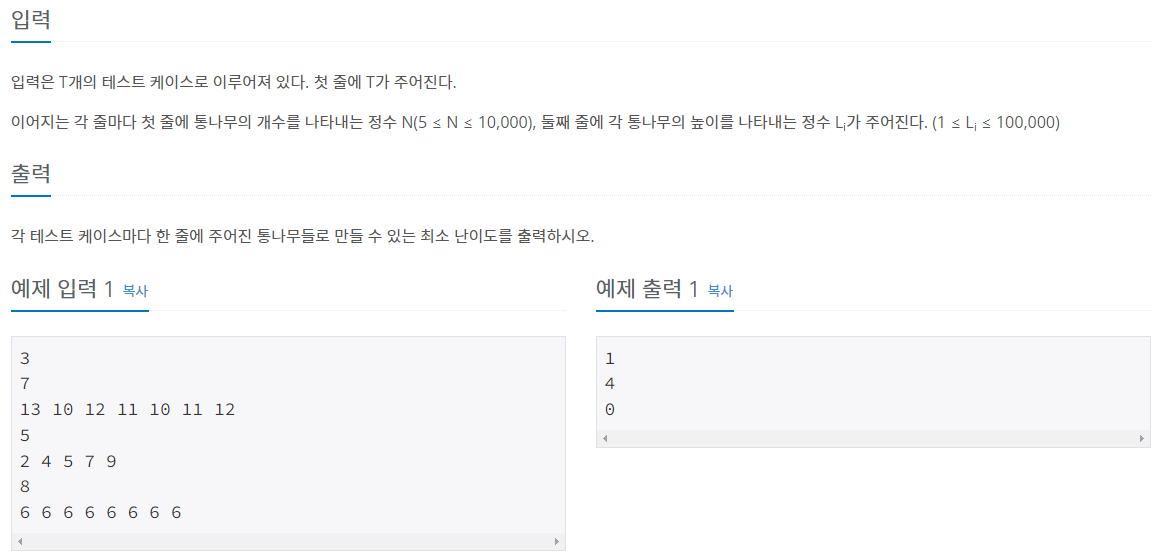 입력
입력은 T개의 테스트 케이스로 이루어져 있다. 첫 줄에 T가 주어진다.
이어지는 각 줄마다 첫 줄에 통나무의 개수를 나타내는 정수 N(5 ≤ N ≤ 10,000), 둘째 줄에 각 통나무의 높이를 나타내는 정수 Li가 주어진다. (1 ≤ Li ≤ 100,000)
출력
각 테스트 케이스마다 한 줄에 주어진 통나무들로 만들 수 있는 최소 난이도를 출력하시오.
예제 입력 1 복사
3
7
13 10 12 11 10 11 12
5
2 4 5 7 9
8
6 6 6 6 6 6 6 6
예제 출력 1 복사
1
4
0